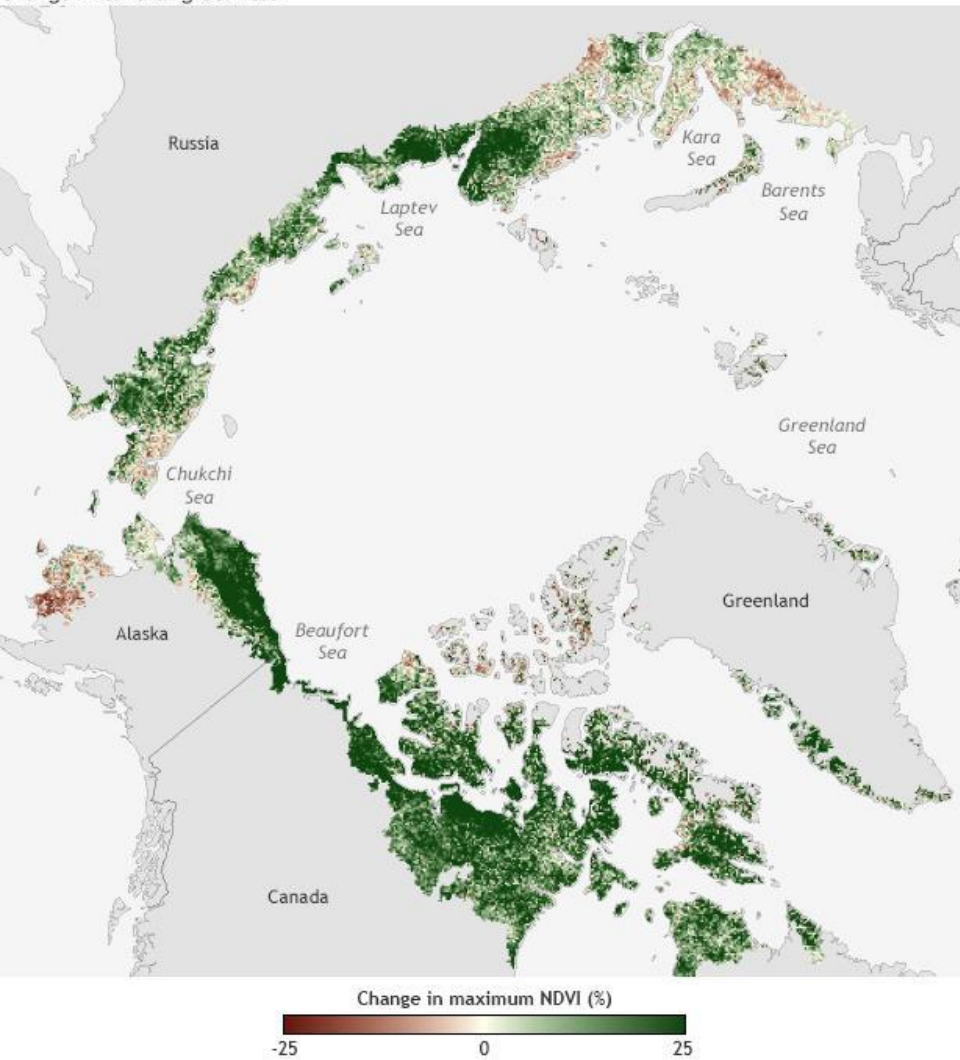 Russia
Kara
Sea
Barents
Sea
Laptev
Sea
Greenland
Sea
Chukchi
Sea
Greenland
Alaska
Beaufort
Sea
Canada
Change in maximum NDVI (%)
-25 0 25